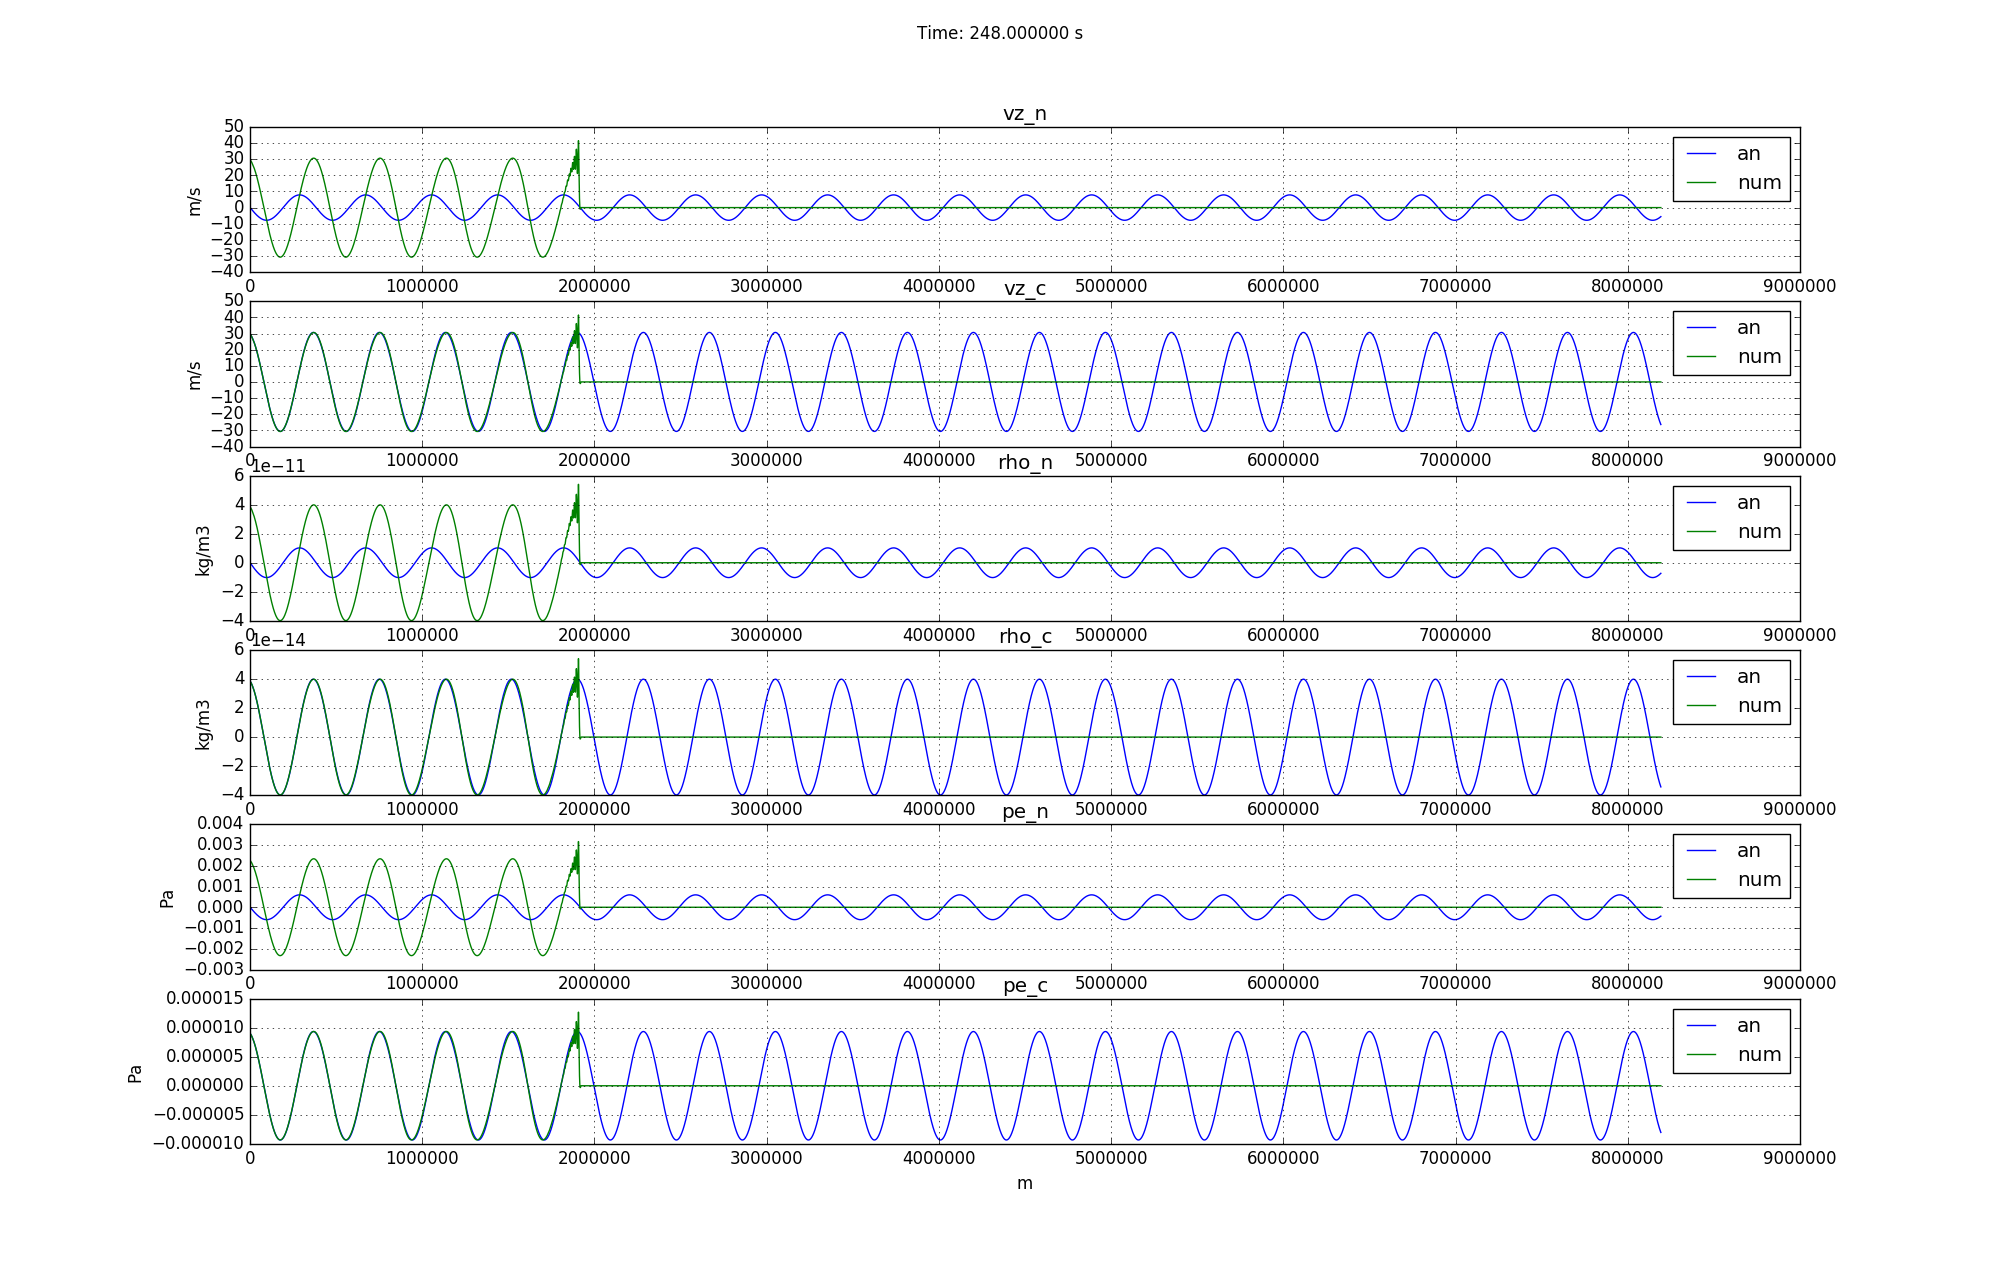 Time: 248.000000 s
vz_n
50
40
30
20
10
0
−10
−20
−30
−40
m/s
an
num
0 1000000 2000000 3000000 4000000 5000000 6000000 7000000 8000000 9000000
vz_c
50
40
30
20
10
0
−10
−20
−30
−40
m/s
an
num
0 1000000 2000000 3000000 4000000 5000000 6000000 7000000 8000000 9000000
1e−11
rho_n
6
4
2
0
−2
−4
kg/m3
an
num
0 1000000 2000000 3000000 4000000 5000000 6000000 7000000 8000000 9000000
1e−14
rho_c
6
4
2
0
−2
−4
kg/m3
an
num
0 1000000 2000000 3000000 4000000 5000000 6000000 7000000 8000000 9000000
pe_n
0.004
0.003
0.002
0.001
0.000
−0.001
−0.002
−0.003
Pa
an
num
0 1000000 2000000 3000000 4000000 5000000 6000000 7000000 8000000 9000000
pe_c
0.000015
0.000010
0.000005
0.000000
−0.000005
−0.000010
Pa
an
num
0 1000000 2000000 3000000 4000000 5000000 6000000 7000000 8000000 9000000
m